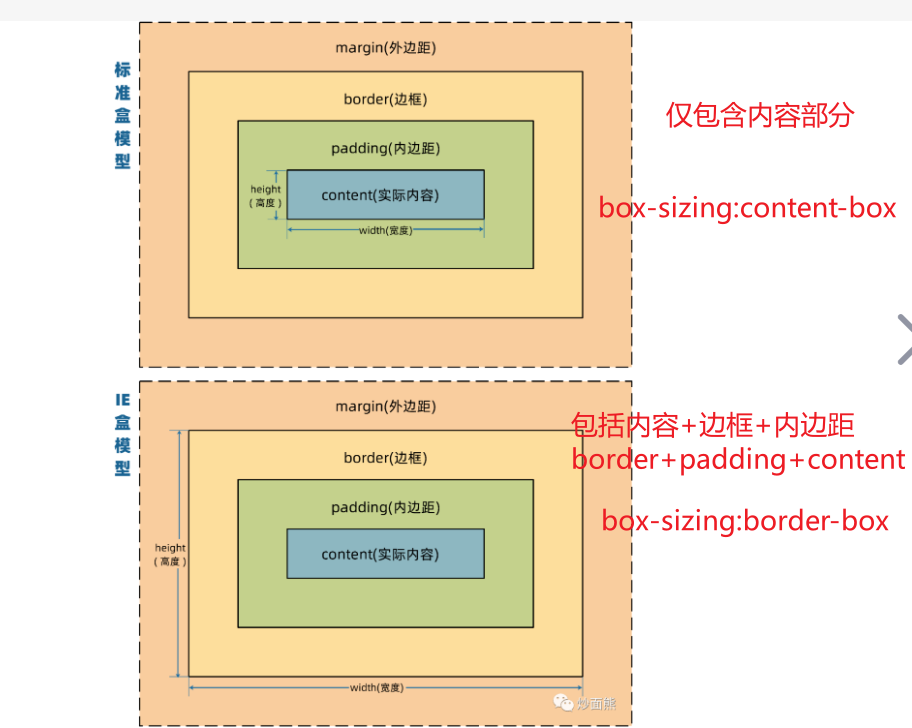 标准盒模型
margin(外边距)
border(边框)
padding(内边距)
height
(高度)
content(实际内容)
width(宽度)
仅包含内容部分
box-sizing:content-box
IE盒模型
margin(外边距)
border(边框)
padding(内边距)
content(实际内容)
height
(高度)
width(宽度)
包括内容+边框+内边距
border+padding+content
box-sizing:border-box
炒面熊